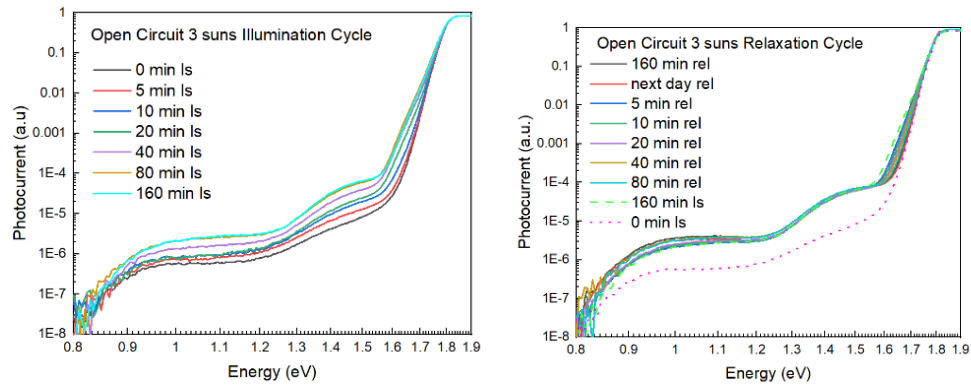 Open Circuit 3 suns Illumination Cycle
0 min ls
5 min ls
10 min ls
20 min ls
40 min ls
80 min ls
160 min ls
Photocurrent (a.u)
1
0.1
0.01
0.001
1E-4
1E-5
1E-6
1E-7
1E-8
0.8 0.9 1 1.1 1.2 1.3 1.4 1.5 1.6 1.7 1.8 1.9
Energy (eV)
Open Circuit 3 suns Relaxation Cycle
160 min rel
next day rel
5 min rel
10 min rel
20 min rel
40 min rel
80 min rel
160 min ls
0 min ls
Photocurrent (a.u.)
1
0.1
0.01
0.001
1E-4
1E-5
1E-6
1E-7
1E-8
0.8 0.9 1 1.1 1.2 1.3 1.4 1.5 1.6 1.7 1.8 1.9
Energy (eV)